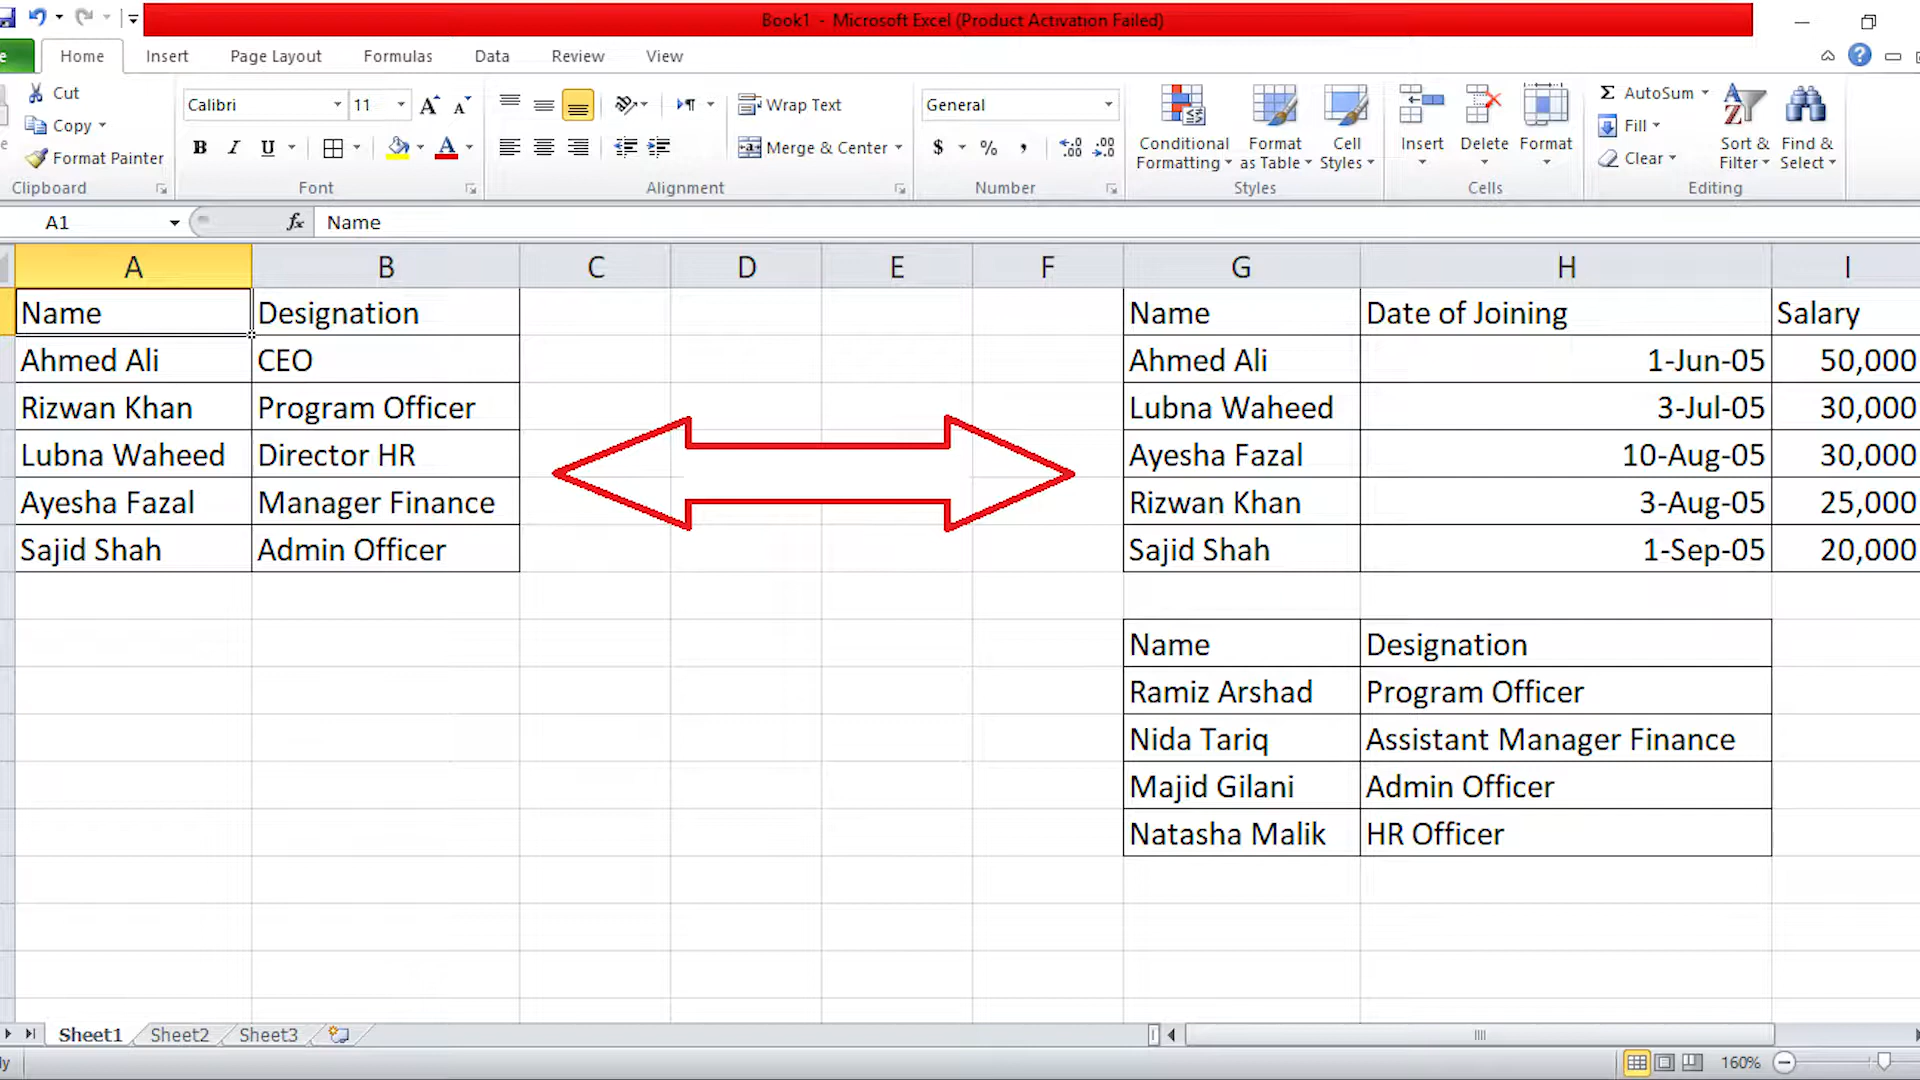 Book1 - Microsoft Excel (Product Activation Failed)
Home Insert Page Layout Formulas Data Review View
Cut
Copy
Format Painter
Clipboard
Calibri 11
B I U A
Font
Wrap Text
Merge & Center
Alignment
General
$ % ,
Number
Conditional Formatting
Format as Table
Cell Styles
Styles
Insert Delete Format
Cells
Σ AutoSum
Fill
Clear
Sort & Filter
Find & Select
Editing
A1 fx Name
A B C D E F G H I
Name Designation Name Date of Joining Salary
Ahmed Ali CEO Ahmed Ali 1-Jun-05 50,000
Rizwan Khan Program Officer Lubna Waheed 3-Jul-05 30,000
Lubna Waheed Director HR Ayesha Fazal 10-Aug-05 30,000
Ayesha Fazal Manager Finance Rizwan Khan 3-Aug-05 25,000
Sajid Shah Admin Officer Sajid Shah 1-Sep-05 20,000
Name Designation
Ramiz Arshad Program Officer
Nida Tariq Assistant Manager Finance
Majid Gilani Admin Officer
Natasha Malik HR Officer
Sheet1 Sheet2 Sheet3
160%